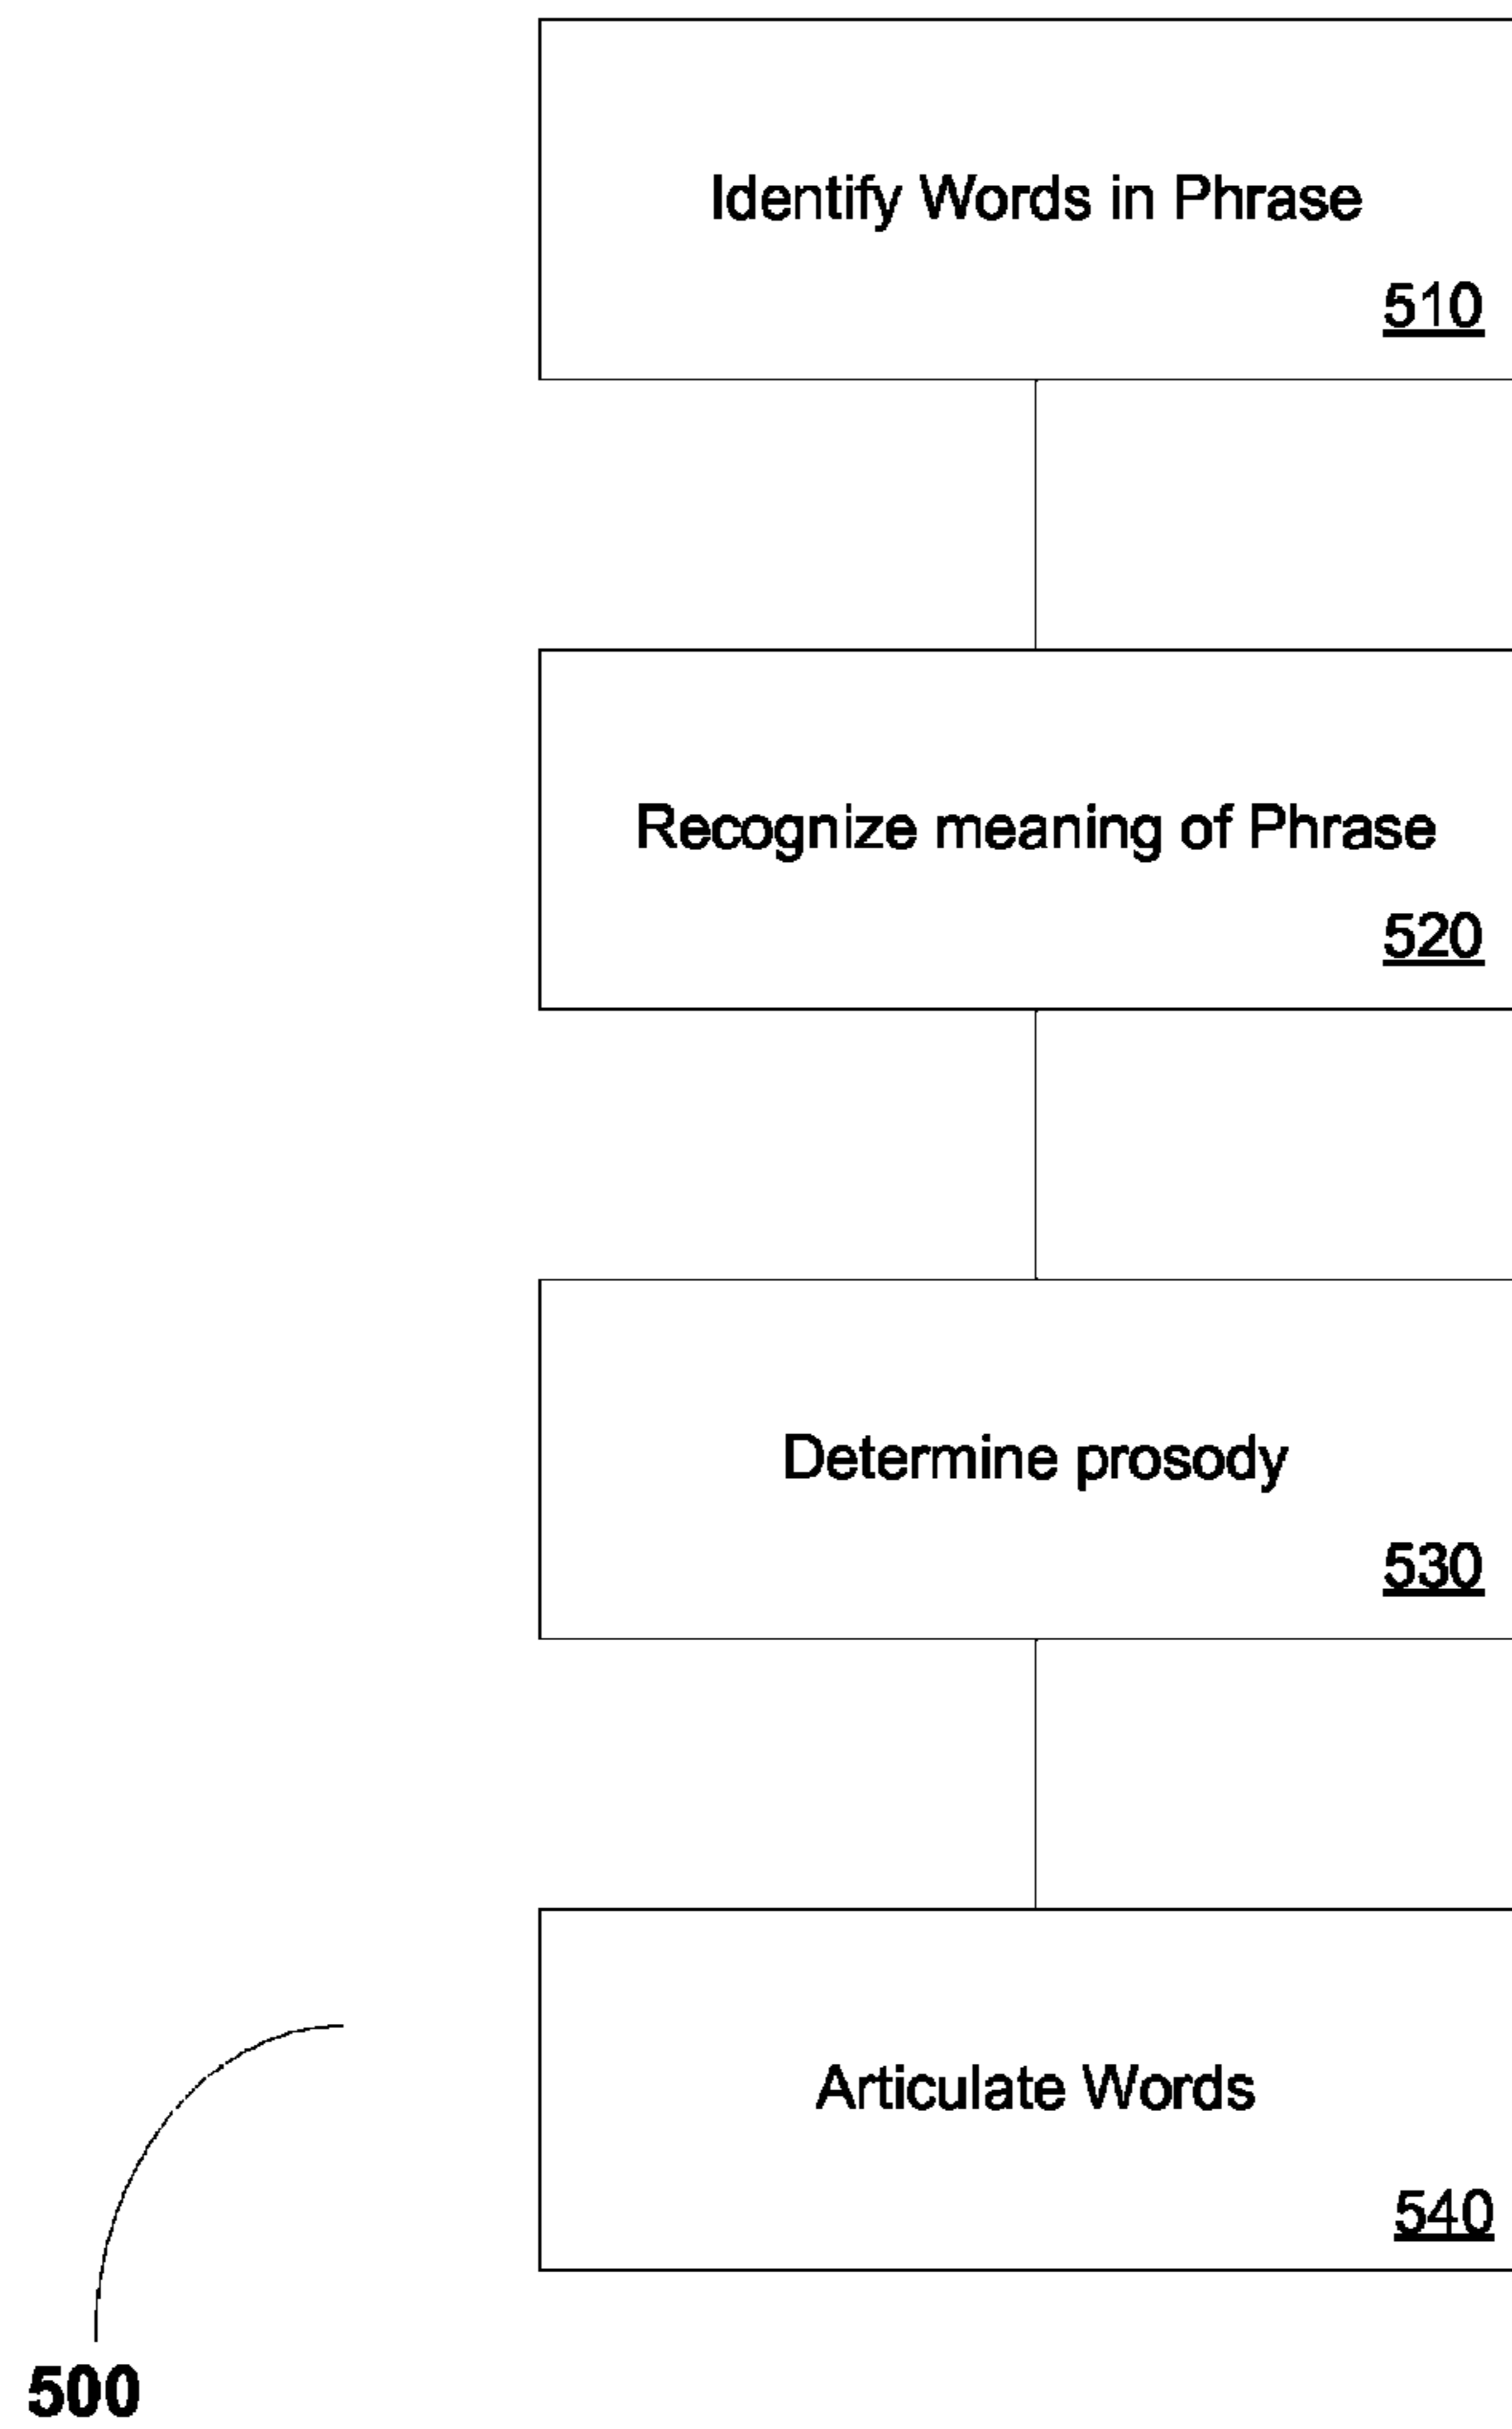 Identify Words in Phrase
510
Recognize meaning of Phrase
520
Determine prosody
530
Articulate Words
540
500